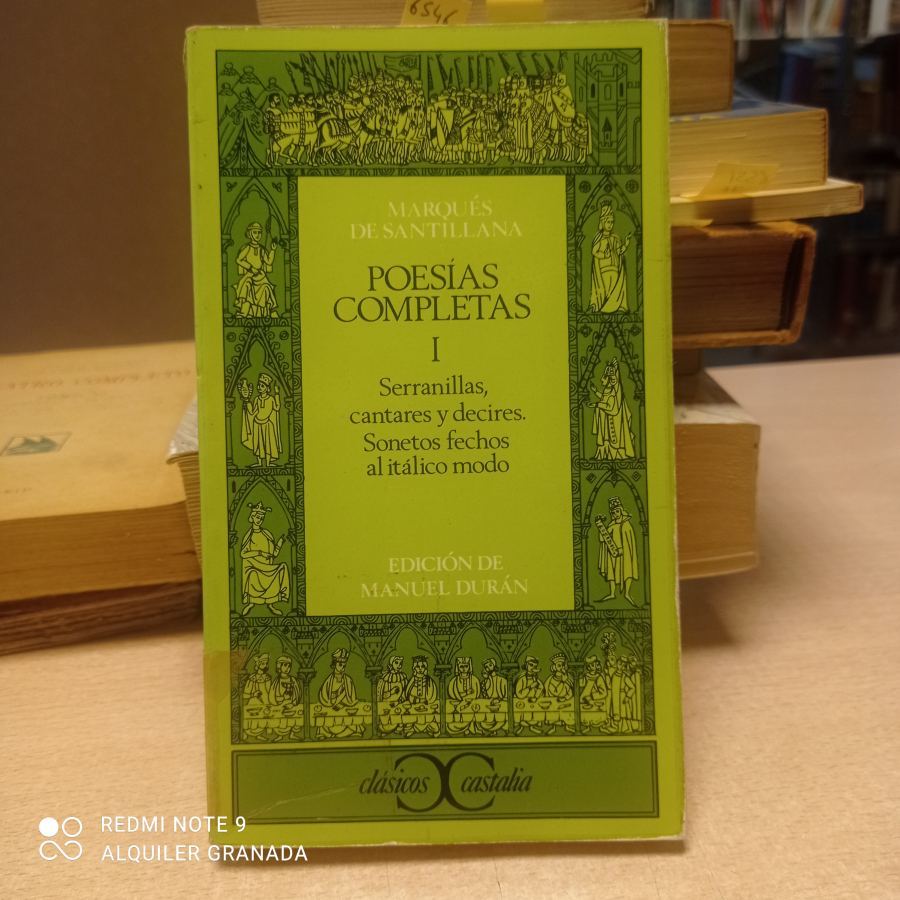 6546
MARQUÉS
DE SANTILLANA
POESÍAS
COMPLETAS
I
Serranillas,
cantares y decires.
Sonetos fechos
al itálico modo
EDICIÓN DE
MANUEL DURÁN
clásicos castalia
REDMI NOTE 9
ALQUILER GRANADA